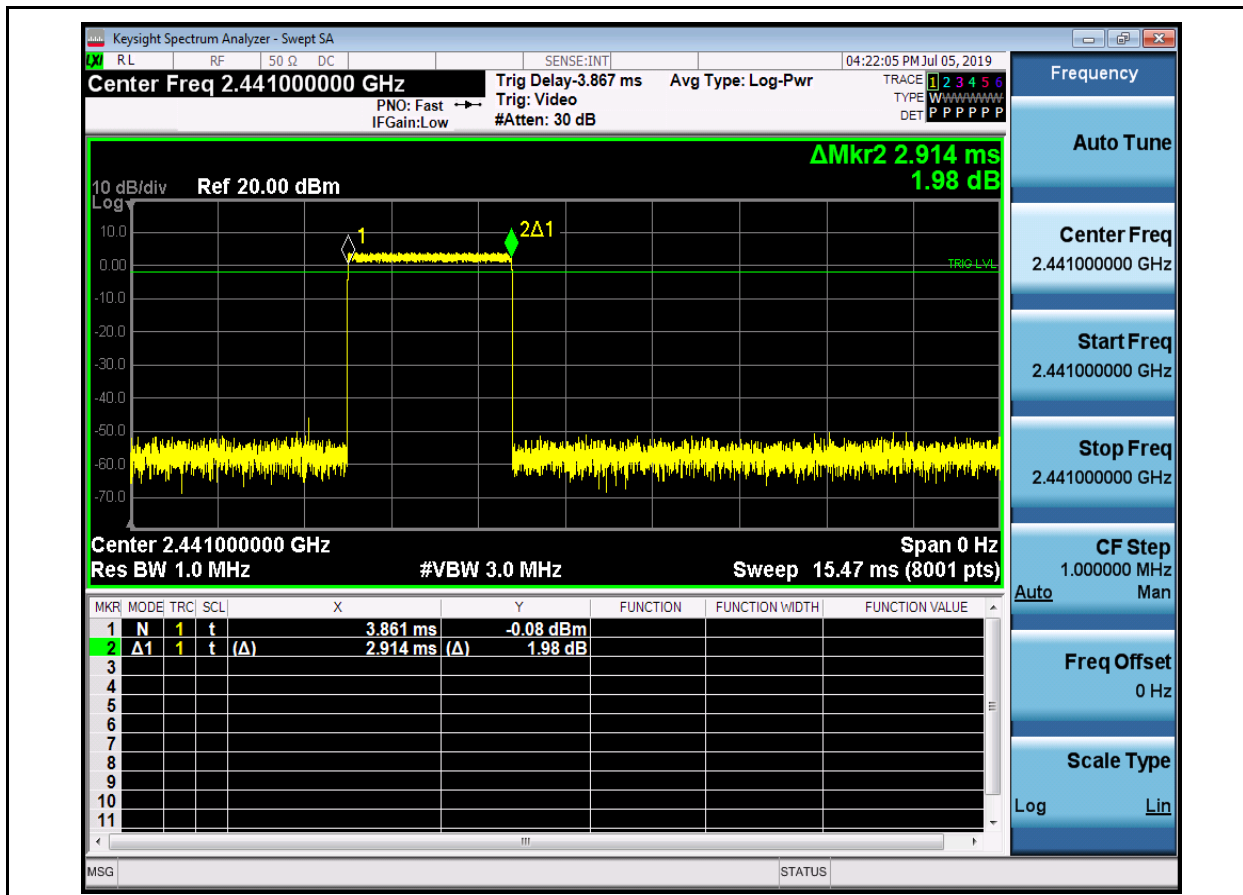 Keysight Spectrum Analyzer - Swept SA
LXI RL RF 50 Ω DC SENSE:INT 04:22:05 PM Jul 05, 2019
Center Freq 2.441000000 GHz
PNO: Fast
IFGain:Low
Trig Delay-3.867 ms
Trig: Video
#Atten: 30 dB
Avg Type: Log-Pwr
TRACE 1 2 3 4 5 6
TYPE WWWWWW
DET P P P P P P
ΔMkr2 2.914 ms
1.98 dB
10 dB/div Ref 20.00 dBm
Log
10.0
0.00
-10.0
-20.0
-30.0
-40.0
-50.0
-60.0
-70.0
1
2Δ1
TRIG LVL
Center 2.441000000 GHz Span 0 Hz
Res BW 1.0 MHz #VBW 3.0 MHz Sweep 15.47 ms (8001 pts)
MKR MODE TRC SCL X Y FUNCTION FUNCTION WIDTH FUNCTION VALUE
1 N 1 t 3.861 ms -0.08 dBm
2 Δ1 1 t (Δ) 2.914 ms (Δ) 1.98 dB
3
4
5
6
7
8
9
10
11
MSG STATUS
Frequency
Auto Tune
Center Freq
2.441000000 GHz
Start Freq
2.441000000 GHz
Stop Freq
2.441000000 GHz
CF Step
1.000000 MHz
Auto Man
Freq Offset
0 Hz
Scale Type
Log Lin